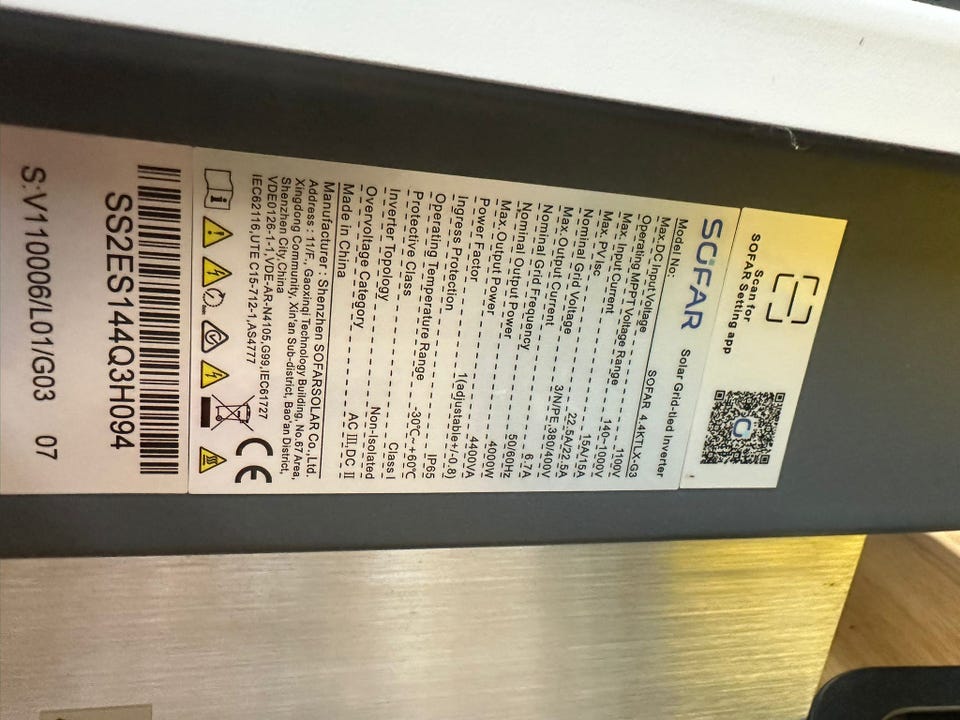 Scan for
SOFAR Setting app
SOFAR Solar Grid-tied Inverter
Model No: SOFAR 4.4KTLX-G3
Max.DC Input Voltage 1100V
Operating MPPT Voltage Range 140~1000V
Max. Input Current 15A/15A
Max.PV Isc 22.5A/22.5A
Nominal Grid Voltage 3/N/PE,380/400V
Max.Output Current 6.7A
Nominal Grid Frequency 50/60Hz
Nominal Output Power 4000W
Max.Output Power 4400VA
Power Factor 1(adjustable+/-0.8)
Ingress Protection IP65
Operating Temperature Range -30℃~+60℃
Protective Class Class I
Inverter Topology Non-Isolated
Overvoltage Category AC III,DC II
Made in China
Manufacturer : Shenzhen SOFARSOLAR Co.,Ltd.
Address : 11/F., Gaoxinqi Technology Building, No.67 Area,
Xingdong Community, Xin'an Sub-district, Bao'an District,
Shenzhen City,China
VDE0126-1-1,VDE-AR-N4105,G99,IEC61727
IEC62116,UTE C15-712-1,AS4777
CE
SS2ES144Q3H094
S:V110006/L01/G03 07